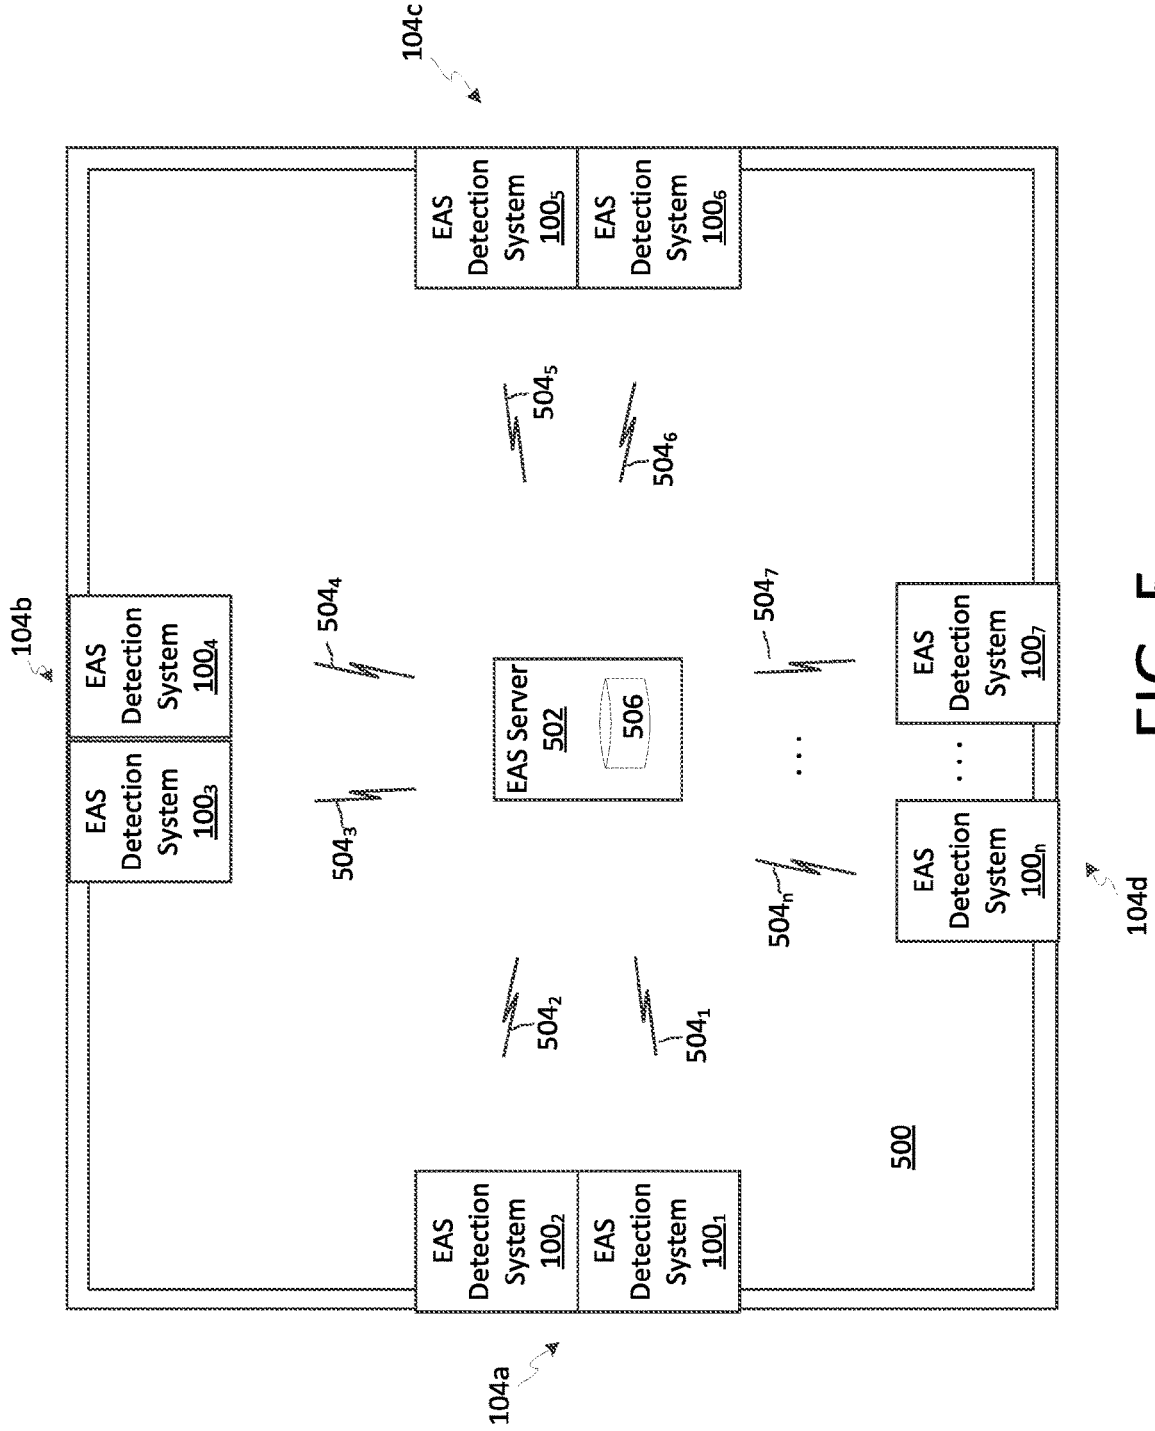 104b
EAS
Detection
System
100₃
EAS
Detection
System
100₄
504₃
504₄
104c
104a
EAS
Detection
System
100₂
EAS
Detection
System
100₁
504₂
504₁
EAS Server
502
506
504₅
504₆
EAS
Detection
System
100₅
EAS
Detection
System
100₆
504ₙ
...
504₇
500
EAS
Detection
System
100ₙ
...
EAS
Detection
System
100₇
104d
FIG.